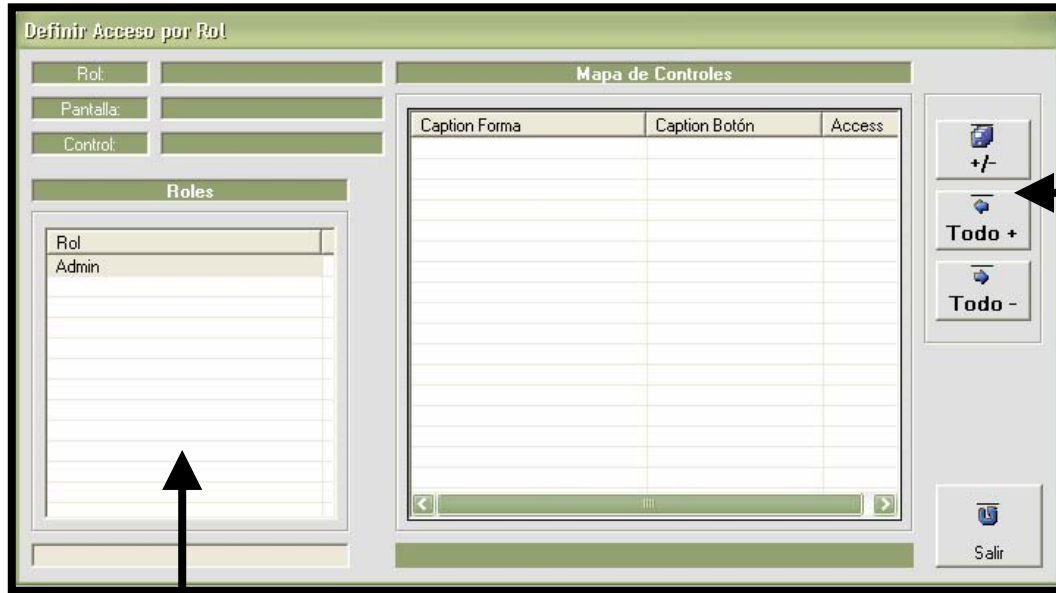 Definir Acceso por Rol
Rol:
Pantalla:
Control:
Roles
Rol
Admin
Mapa de Controles
Caption Forma Caption Botón Access
+/-
Todo +
Todo -
Salir